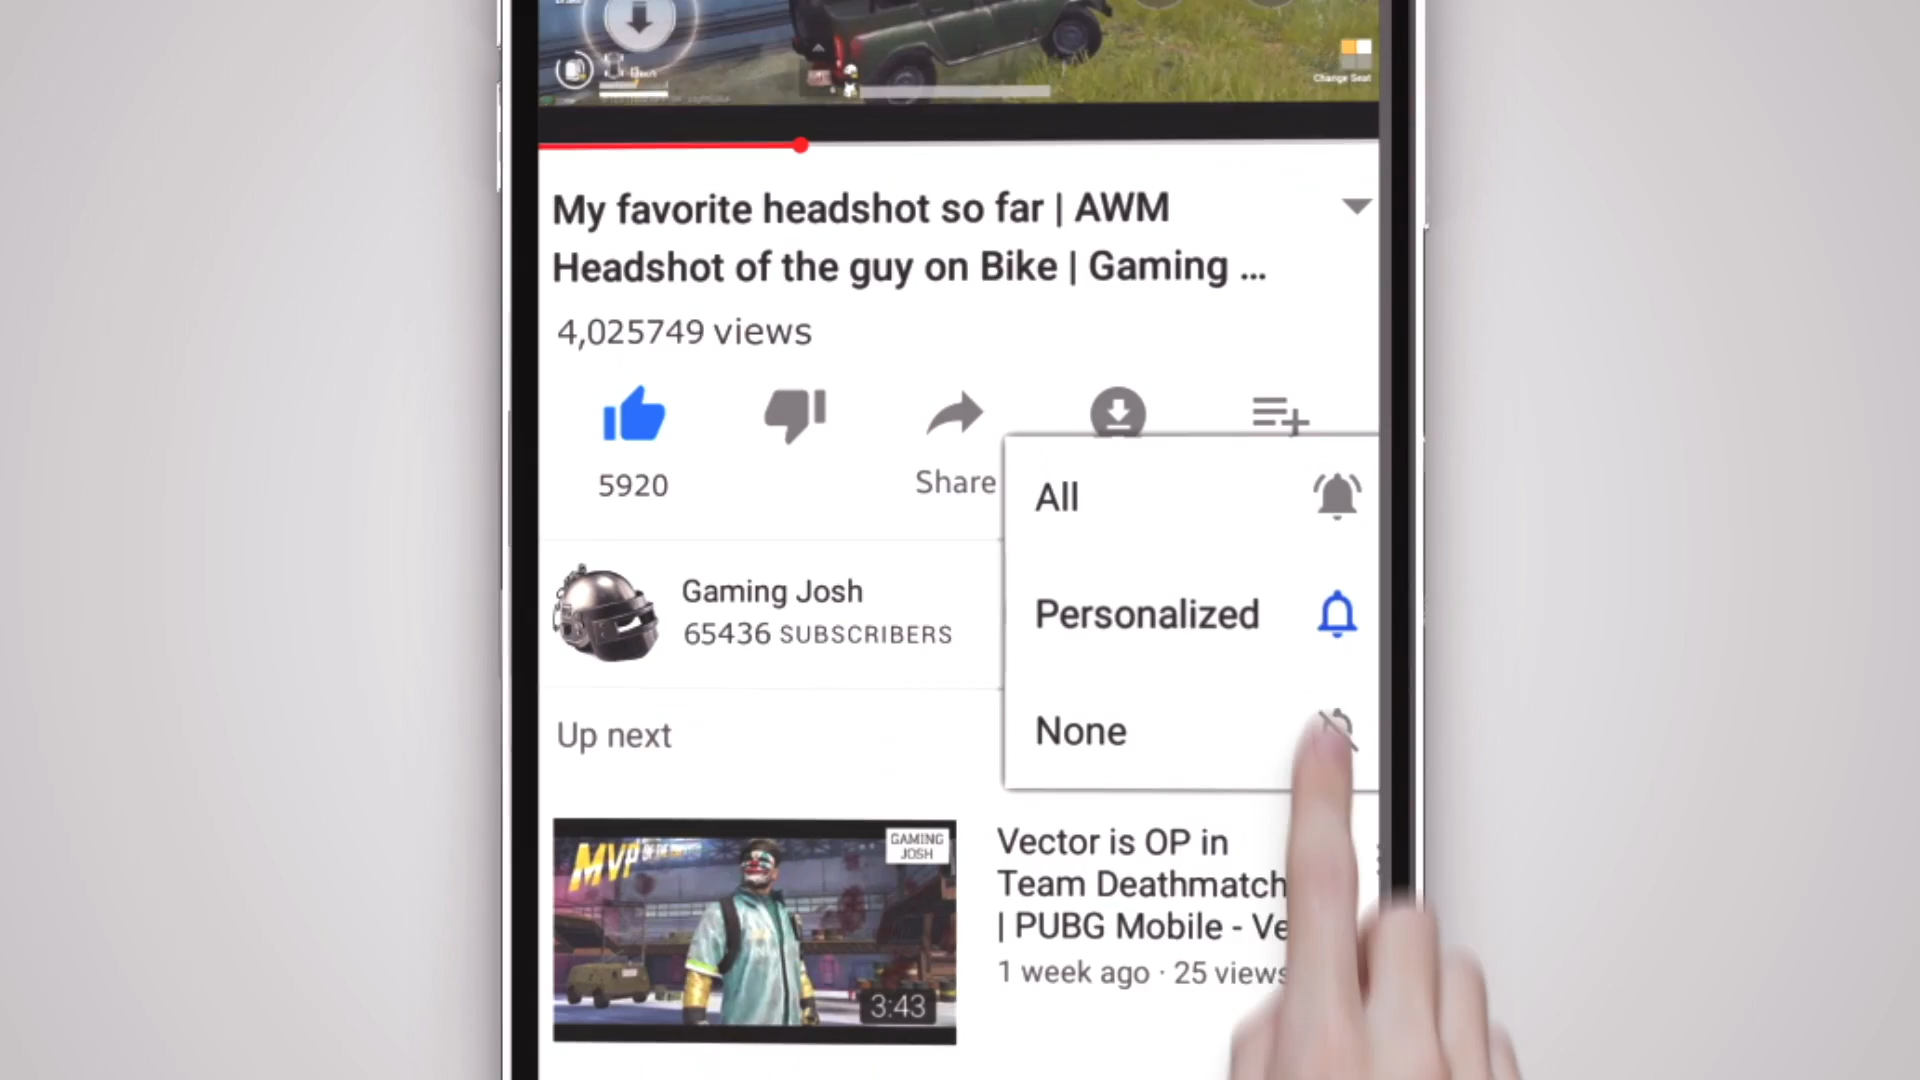 Change Seat
My favorite headshot so far | AWM
Headshot of the guy on Bike | Gaming ...
4,025749 views
5920
Share
All
Personalized
None
Gaming Josh
65436 SUBSCRIBERS
Up next
MVP
GAMING
JOSH
3:43
Vector is OP in
Team Deathmatch
| PUBG Mobile - Ve
1 week ago · 25 views